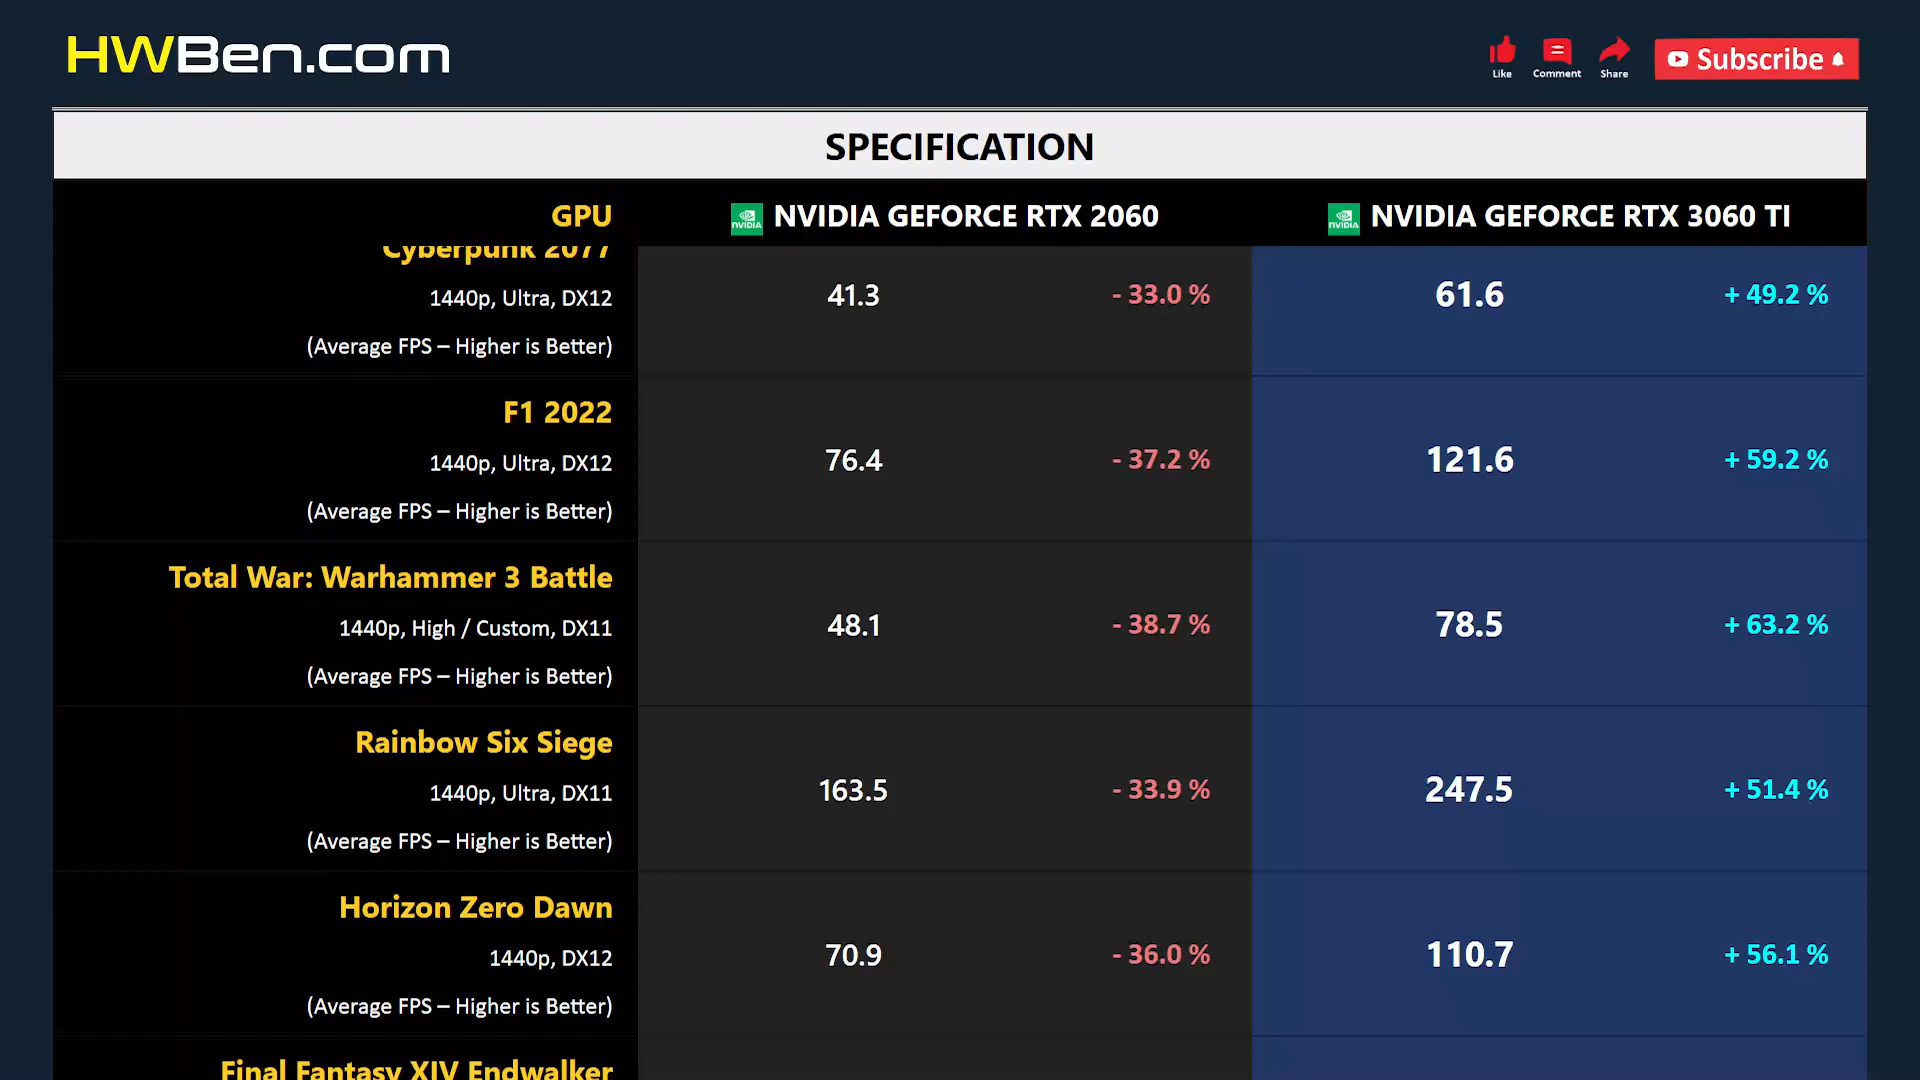 HWBen.com
Like
Comment
Share
Subscribe
SPECIFICATION
GPU
NVIDIA
NVIDIA GEFORCE RTX 2060
NVIDIA
NVIDIA GEFORCE RTX 3060 TI
Cyberpunk 2077
1440p, Ultra, DX12
(Average FPS – Higher is Better)
41.3
- 33.0 %
61.6
+ 49.2 %
F1 2022
1440p, Ultra, DX12
(Average FPS – Higher is Better)
76.4
- 37.2 %
121.6
+ 59.2 %
Total War: Warhammer 3 Battle
1440p, High / Custom, DX11
(Average FPS – Higher is Better)
48.1
- 38.7 %
78.5
+ 63.2 %
Rainbow Six Siege
1440p, Ultra, DX11
(Average FPS – Higher is Better)
163.5
- 33.9 %
247.5
+ 51.4 %
Horizon Zero Dawn
1440p, DX12
(Average FPS – Higher is Better)
70.9
- 36.0 %
110.7
+ 56.1 %
Final Fantasy XIV Endwalker